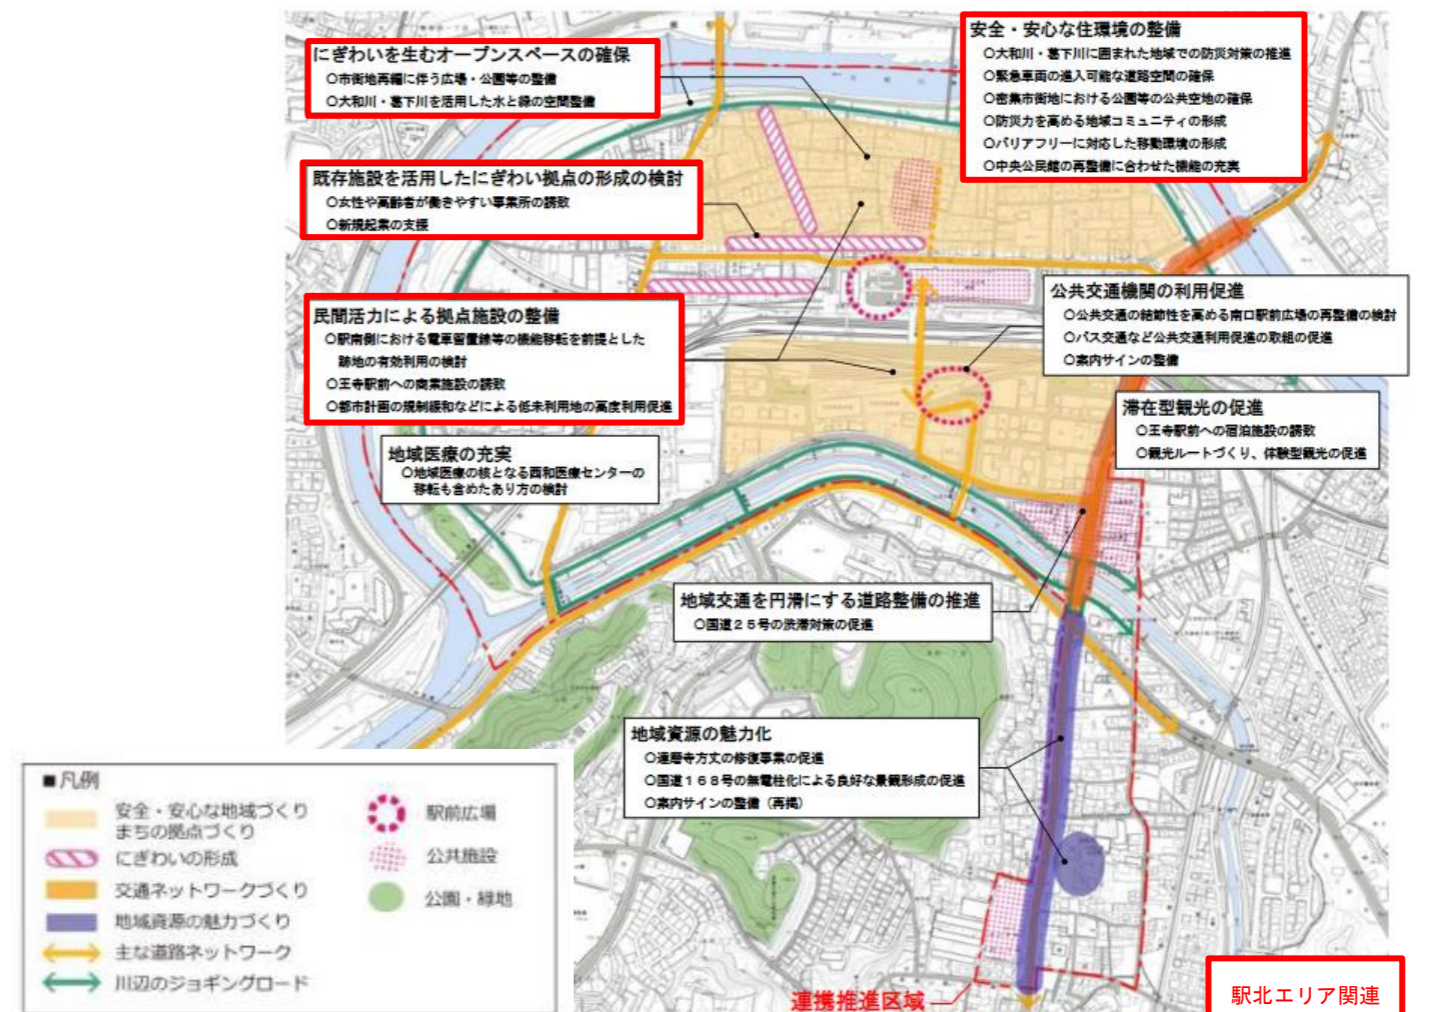 にぎわいを生むオープンスペースの確保
○市街地再編に伴う広場・公園等の整備
○大和川・葛下川を活用した水と緑の空間整備
安全・安心な住環境の整備
○大和川・葛下川に囲まれた地域での防災対策の推進
○緊急車両の進入可能な道路空間の確保
○密集市街地における公園等の公共空地の確保
○防災力を高める地域コミュニティの形成
○バリアフリーに対応した移動環境の形成
○中央公民館の再整備に合わせた機能の充実
既存施設を活用したにぎわい拠点の形成の検討
○女性や高齢者が働きやすい事業所の誘致
○新規起業の支援
民間活力による拠点施設の整備
○駅南側における電車留置線等の機能移転を前提とした
跡地の有効利用の検討
○王寺駅前への商業施設の誘致
○都市計画の規制緩和などによる低未利用地の高度利用促進
公共交通機関の利用促進
○公共交通の結節性を高める南口駅前広場の再整備の検討
○バス交通など公共交通利用促進の取組の促進
○案内サインの整備
滞在型観光の促進
○王寺駅前への宿泊施設の誘致
○観光ルートづくり、体験型観光の促進
地域医療の充実
○地域医療の核となる西和医療センターの
移転も含めたあり方の検討
地域交通を円滑にする道路整備の推進
○国道25号の渋滞対策の促進
地域資源の魅力化
○達磨寺方丈の修復事業の促進
○国道168号の無電柱化による良好な景観形成の促進
○案内サインの整備（再掲）
■凡例
安全・安心な地域づくり
まちの拠点づくり
にぎわいの形成
交通ネットワークづくり
地域資源の魅力づくり
主な道路ネットワーク
川辺のジョギングロード
駅前広場
公共施設
公園・緑地
連携推進区域
駅北エリア関連